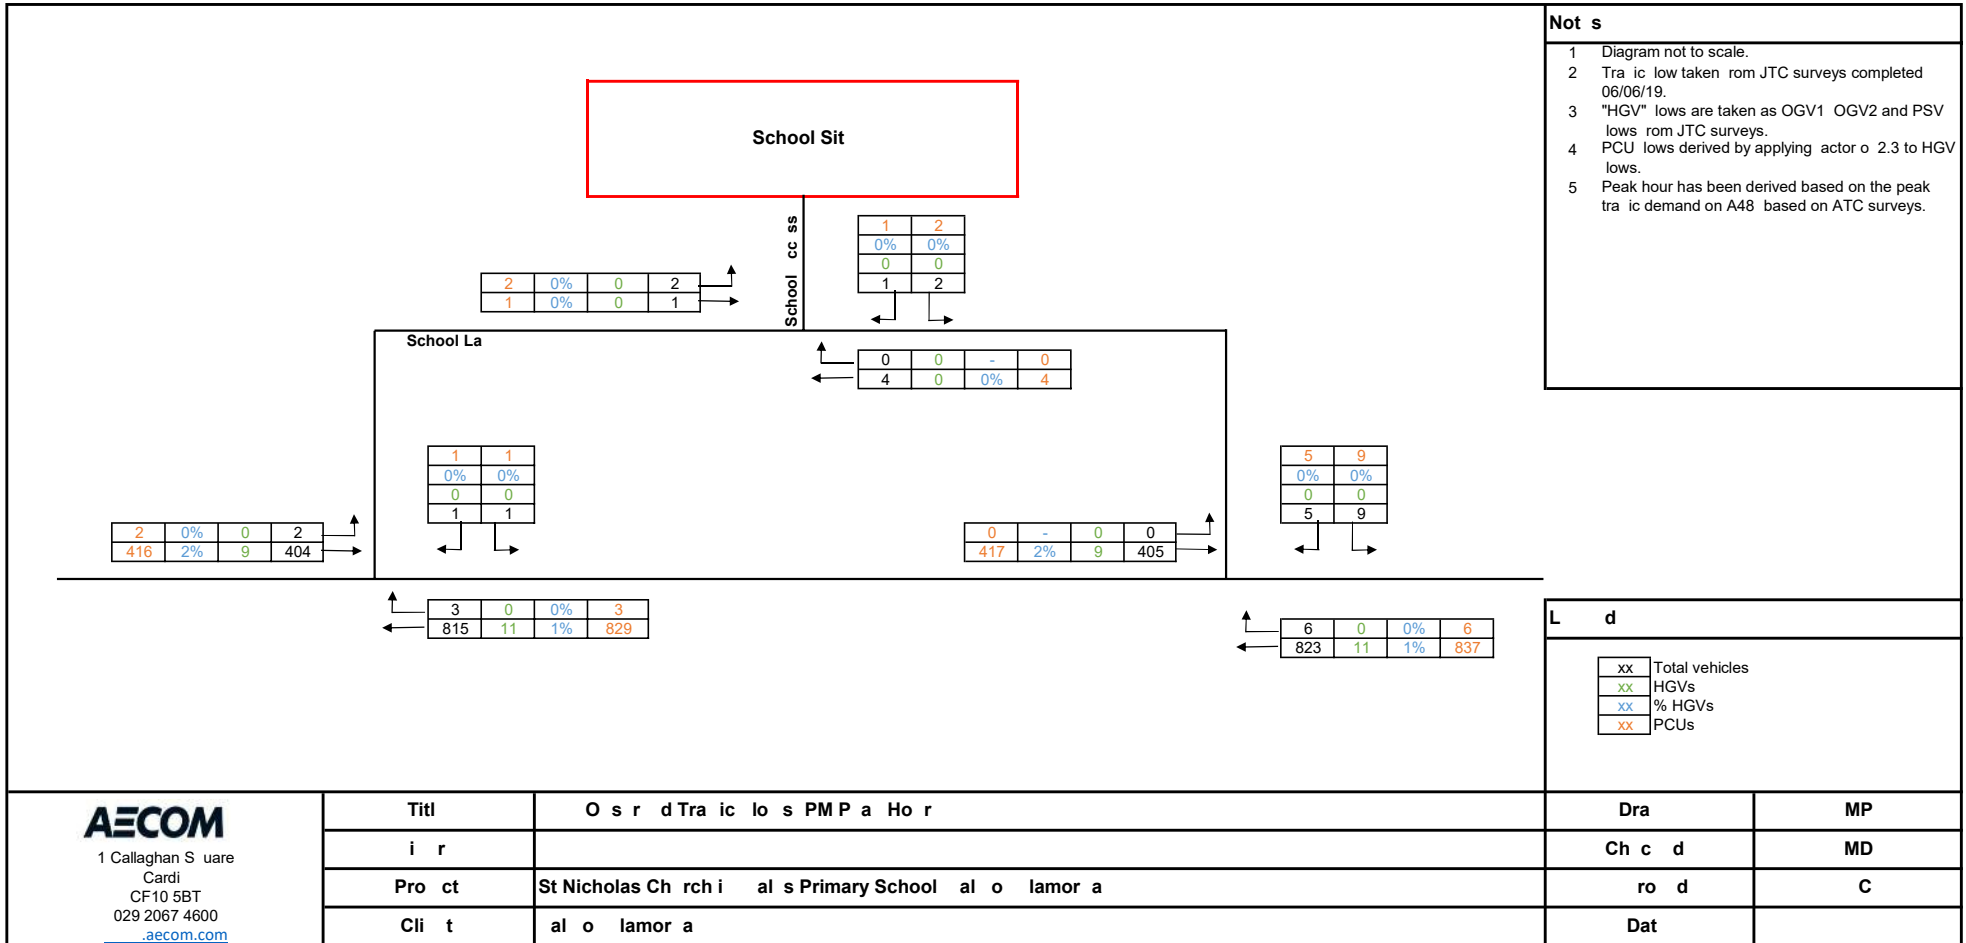 Not s
1 Diagram not to scale.
2 Tra ic low taken rom JTC surveys completed
06/06/19.
3 "HGV" lows are taken as OGV1 OGV2 and PSV
lows rom JTC surveys.
4 PCU lows derived by applying actor o 2.3 to HGV
lows.
5 Peak hour has been derived based on the peak
tra ic demand on A48 based on ATC surveys.
School Sit
School cc ss
1 2
0% 0%
0 0
1 2
2 0% 0 2
1 0% 0 1
School La
0 0 - 0
4 0 0% 4
1 1
0% 0%
0 0
1 1
5 9
0% 0%
0 0
5 9
2 0% 0 2
416 2% 9 404
0 - 0 0
417 2% 9 405
3 0 0% 3
815 11 1% 829
6 0 0% 6
823 11 1% 837
L d
xx Total vehicles
xx HGVs
xx % HGVs
xx PCUs
AECOM
1 Callaghan S uare
Cardi
CF10 5BT
029 2067 4600
.aecom.com
Titl O s r d Tra ic lo s PM P a Ho r
i r
Pro ct St Nicholas Ch rch i al s Primary School al o lamor a
Cli t al o lamor a
Dra MP
Ch c d MD
ro d C
Dat